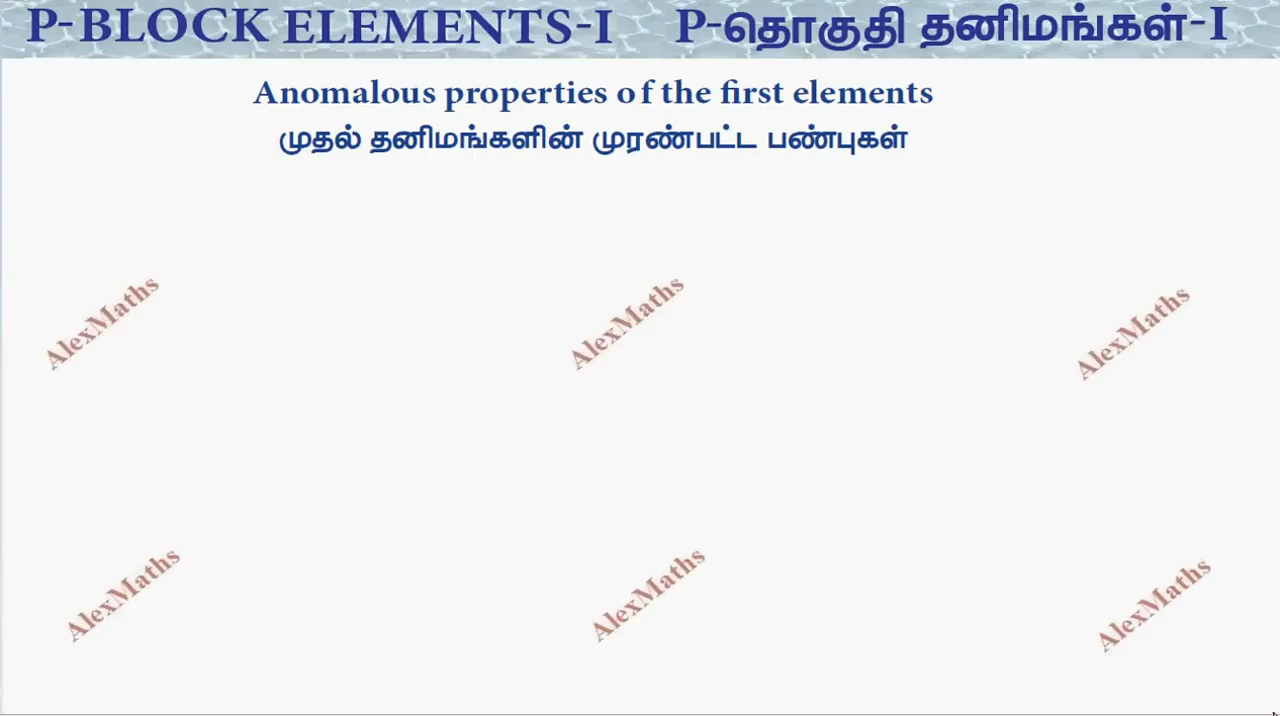 P-BLOCK ELEMENTS-I P-தொகுதி தனிமங்கள்-I
Anomalous properties of the first elements
முதல் தனிமங்களின் முரண்பட்ட பண்புகள்
AlexMaths AlexMaths AlexMaths
AlexMaths AlexMaths AlexMaths